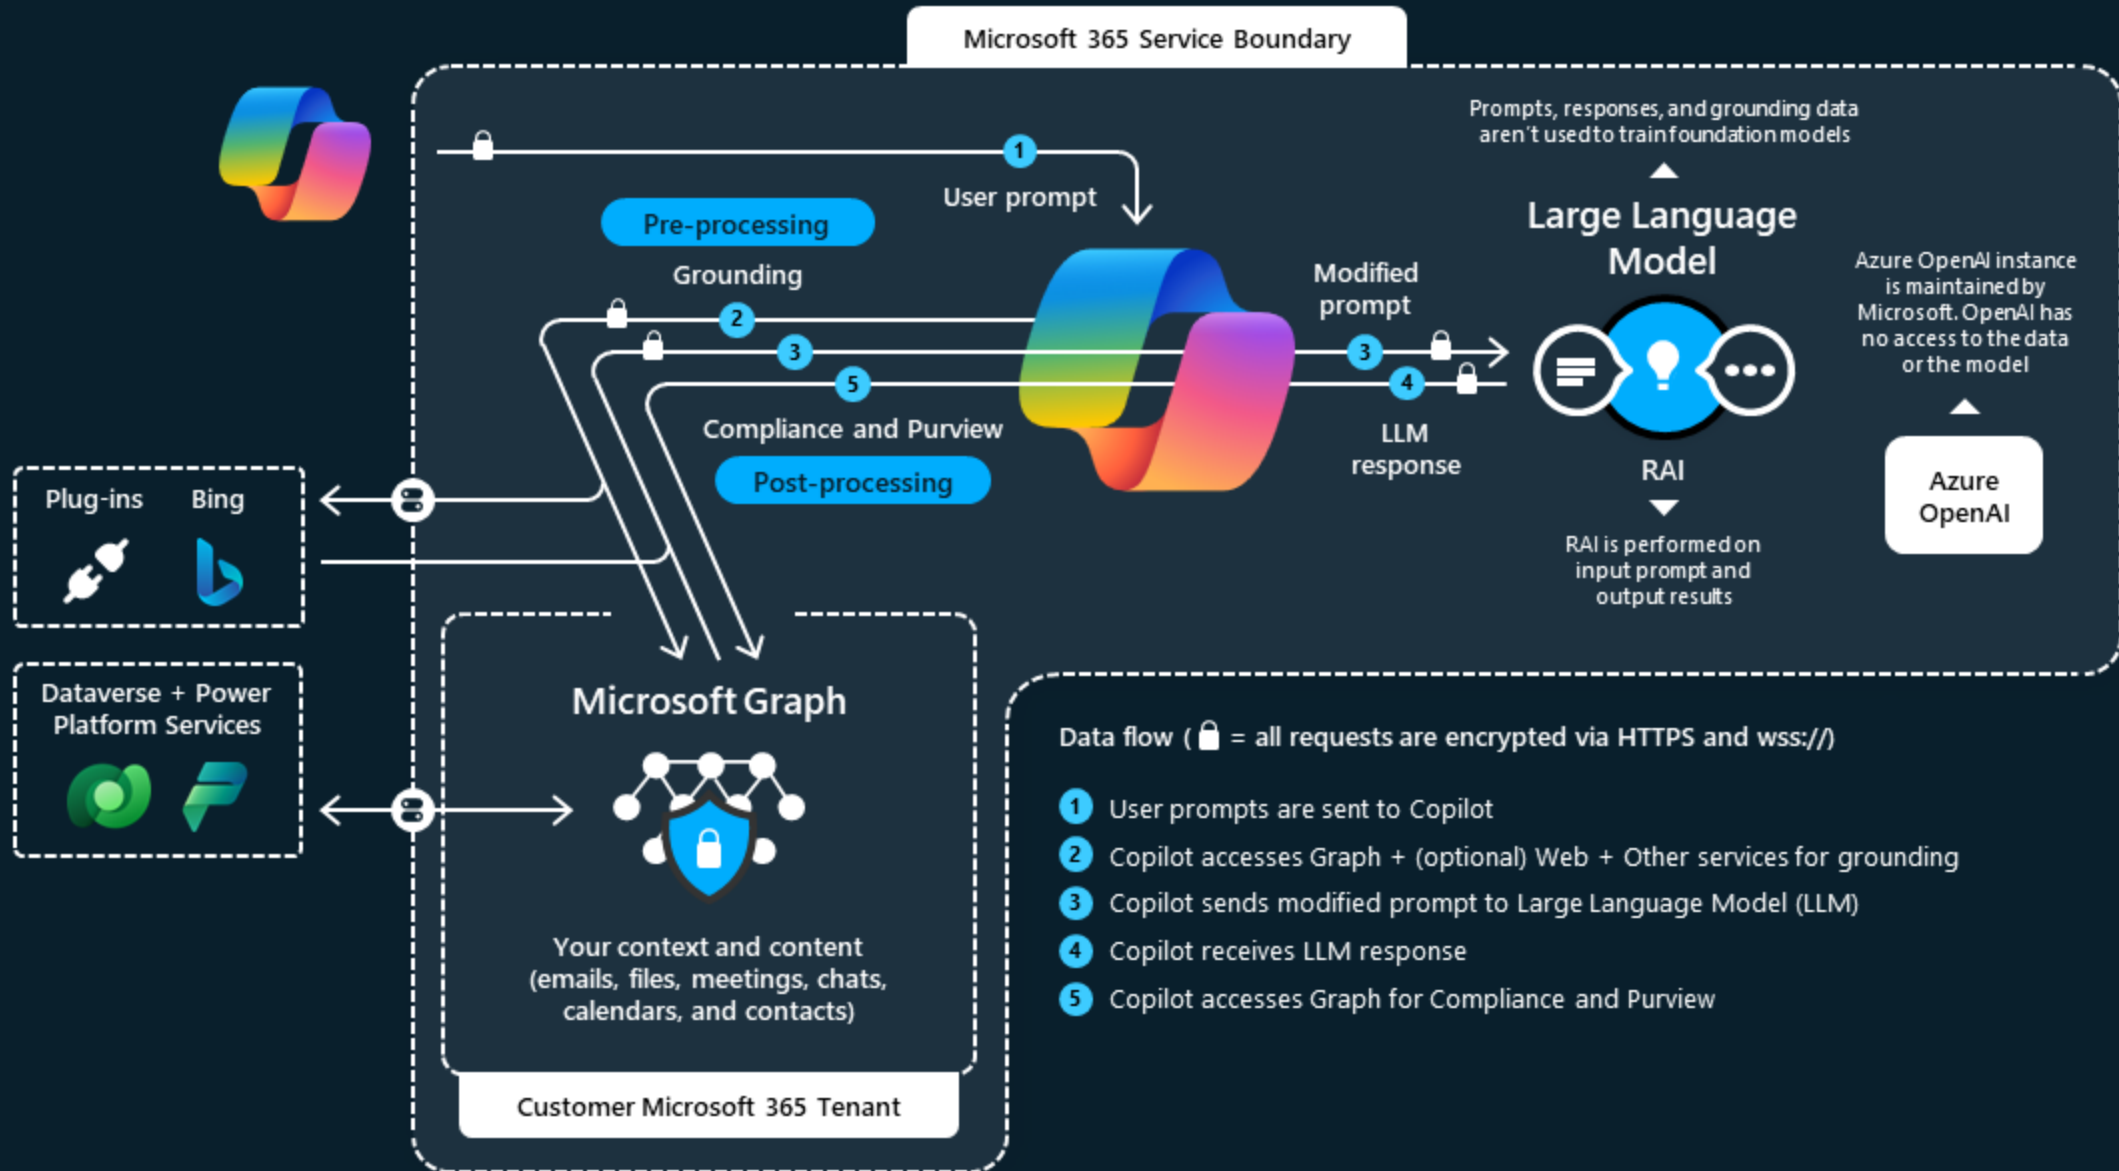 Microsoft 365 Service Boundary
1
User prompt
Pre-processing
Grounding
2
3
5
Compliance and Purview
Post-processing
Modified
prompt
3
4
LLM
response
Prompts, responses, and grounding data
aren't used to train foundation models
Large Language
Model
RAI
RAI is performed on
input prompt and
output results
Azure OpenAI instance
is maintained by
Microsoft. OpenAI has
no access to the data
or the model
Azure
OpenAI
Plug-ins
Bing
Dataverse + Power
Platform Services
Microsoft Graph
Your context and content
(emails, files, meetings, chats,
calendars, and contacts)
Customer Microsoft 365 Tenant
Data flow ( = all requests are encrypted via HTTPS and wss://)
1 User prompts are sent to Copilot
2 Copilot accesses Graph + (optional) Web + Other services for grounding
3 Copilot sends modified prompt to Large Language Model (LLM)
4 Copilot receives LLM response
5 Copilot accesses Graph for Compliance and Purview